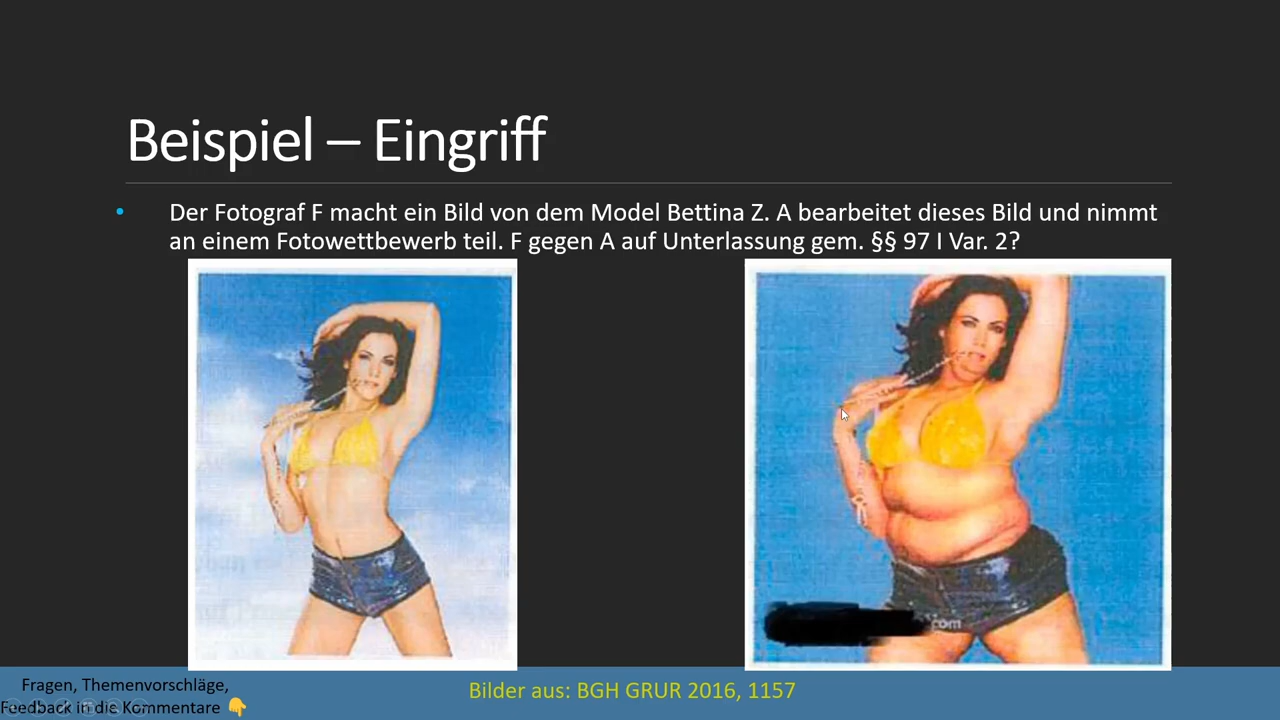 Beispiel – Eingriff
Der Fotograf F macht ein Bild von dem Model Bettina Z. A bearbeitet dieses Bild und nimmt
an einem Fotowettbewerb teil. F gegen A auf Unterlassung gem. §§ 97 I Var. 2?
com
Fragen, Themenvorschläge,
Feedback in die Kommentare 👇
Bilder aus: BGH GRUR 2016, 1157